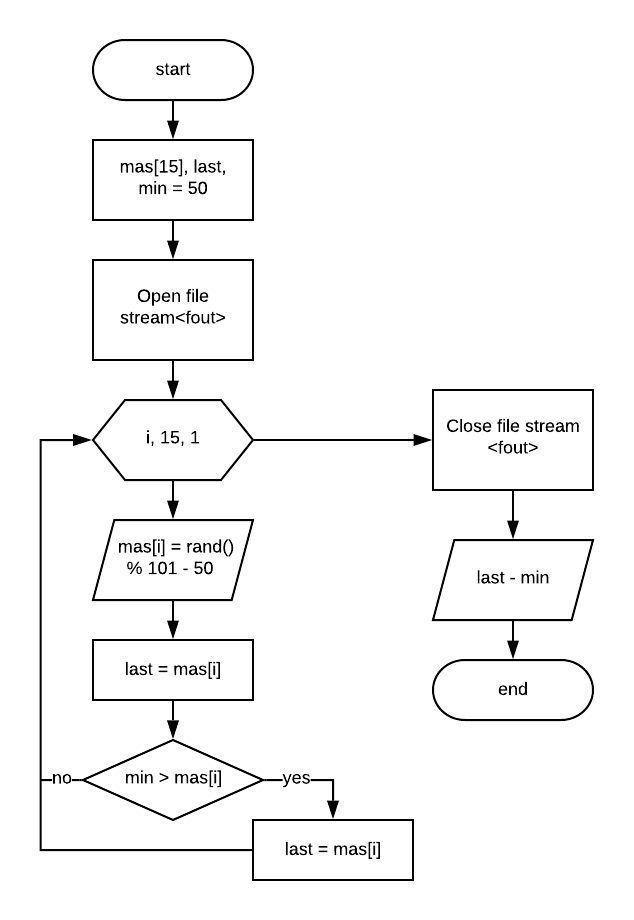 start
mas[15], last,
min = 50
Open file
stream<fout>
i, 15, 1
mas[i] = rand()
% 101 - 50
last = mas[i]
min > mas[i]
no
yes
last = mas[i]
Close file stream
<fout>
last - min
end